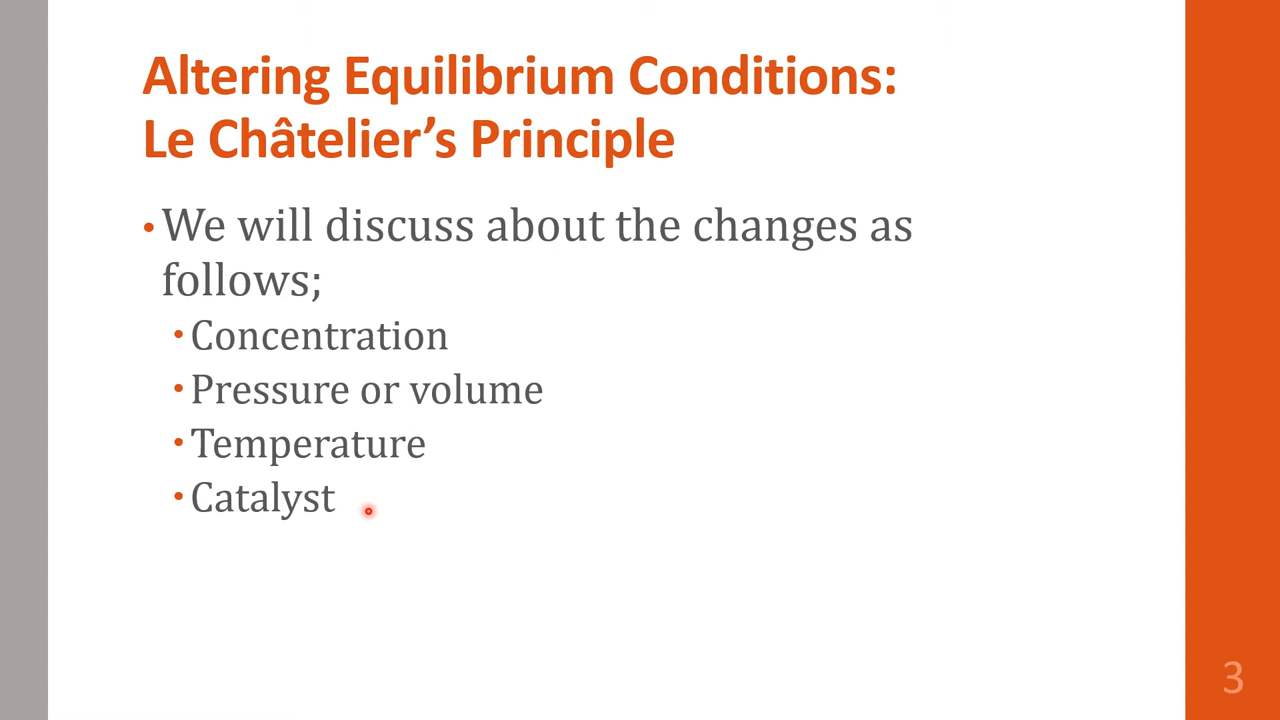 Altering Equilibrium Conditions:
Le Châtelier’s Principle
•We will discuss about the changes as
follows;
•Concentration
•Pressure or volume
•Temperature
•Catalyst
3